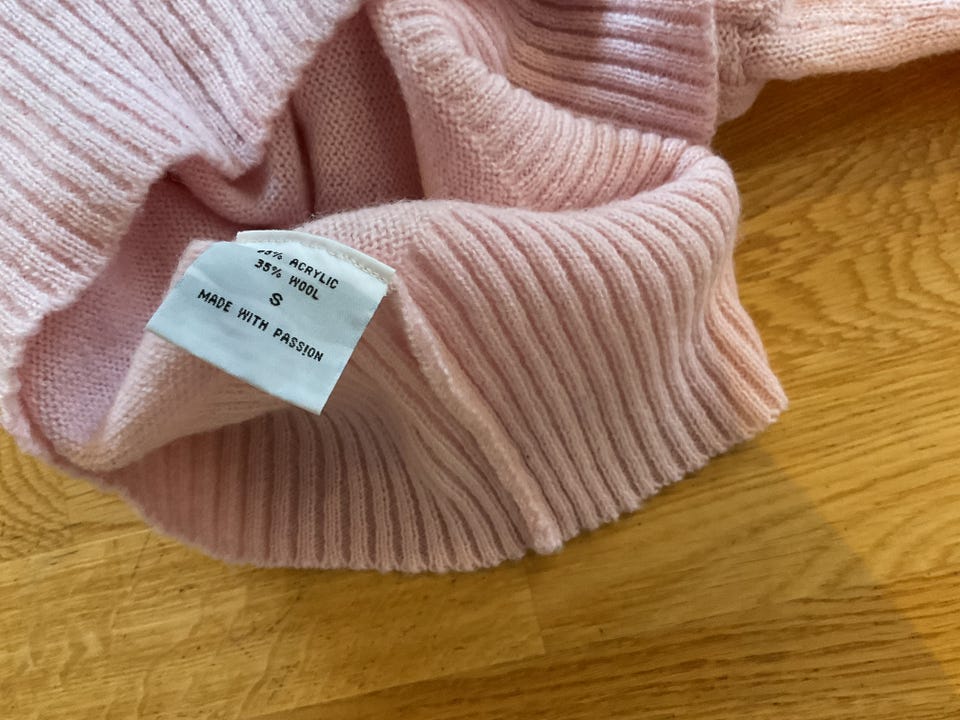 % ACRYLIC
35% WOOL
S
MADE WITH PASSION